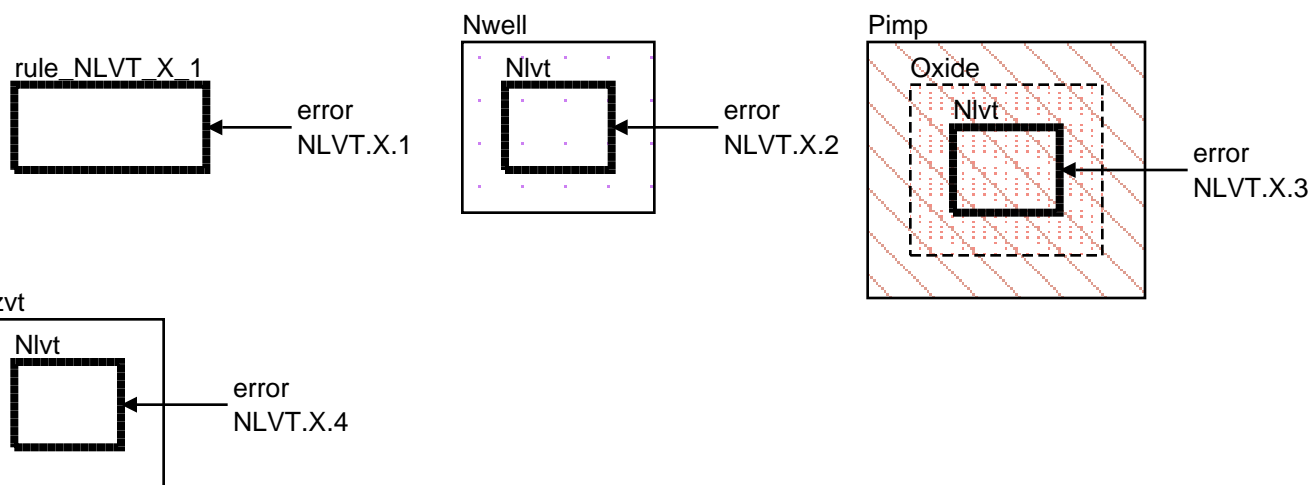 rule_NLVT_X_1
error
NLVT.X.1
Nwell
Nlvt
error
NLVT.X.2
Pimp
Oxide
Nlvt
error
NLVT.X.3
Nlvt
error
NLVT.X.4